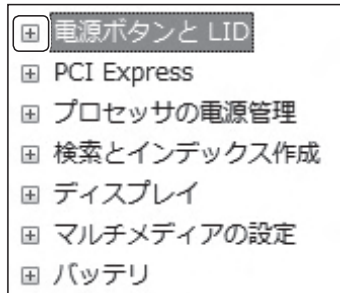 電源ボタンと LID
PCI Express
プロセッサの電源管理
検索とインデックス作成
ディスプレイ
マルチメディアの設定
バッテリ